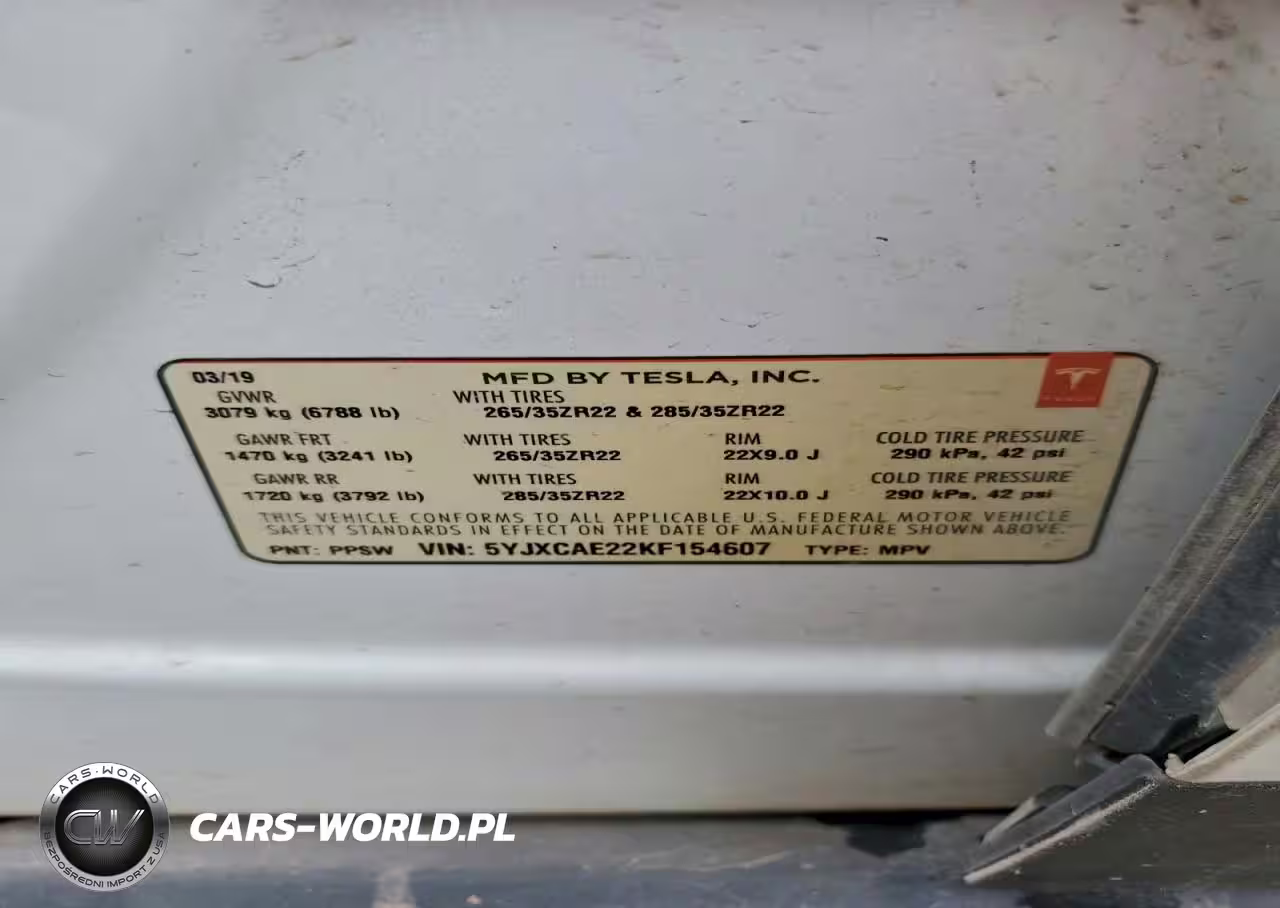 03/19 MFD BY TESLA, INC.
GVWR WITH TIRES
3079 kg (6788 lb) 265/35ZR22 & 285/35ZR22
GAWR FRT WITH TIRES RIM COLD TIRE PRESSURE
1470 kg (3241 lb) 265/35ZR22 22X9.0 J 290 kPa, 42 psi
GAWR RR WITH TIRES RIM COLD TIRE PRESSURE
1720 kg (3792 lb) 285/35ZR22 22X10.0 J 290 kPa, 42 psi
THIS VEHICLE CONFORMS TO ALL APPLICABLE U.S. FEDERAL MOTOR VEHICLE
SAFETY STANDARDS IN EFFECT ON THE DATE OF MANUFACTURE SHOWN ABOVE.
PNT: PPSW VIN: 5YJXCAE22KF154607 TYPE: MPV
CARS-WORLD
CW
BEZPOŚREDNI IMPORT Z USA
CARS-WORLD.PL